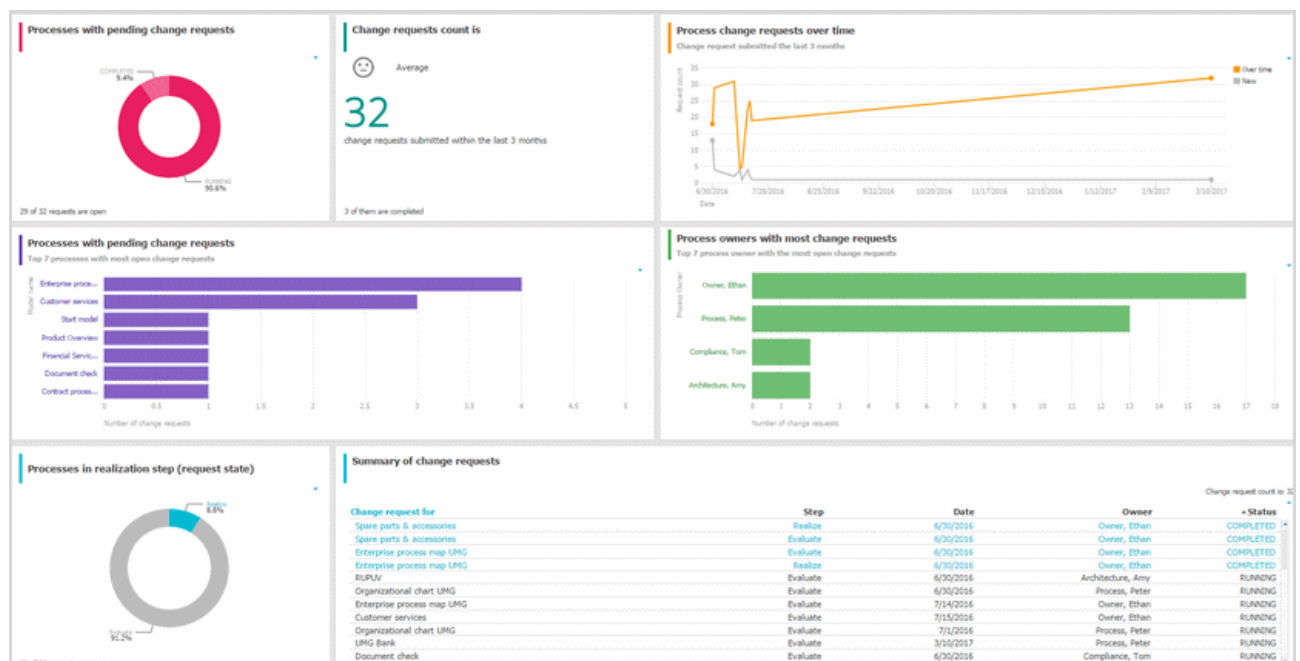 Processes with pending change requests
COMPLETED
9.4%
RUNNING
90.6%
29 of 32 requests are open
Change requests count is
Average
32
change requests submitted within the last 3 months
3 of them are completed
Process change requests over time
Change request submitted the last 3 months
Request count
35
30
25
20
15
10
5
0
6/30/2016 7/28/2016 8/25/2016 9/22/2016 10/20/2016 11/17/2016 12/15/2016 1/12/2017 2/9/2017 3/10/2017
Date
Over time
New
Processes with pending change requests
Top 7 processes with most open change requests
Model name
Enterprise proce...
Customer services
Start model
Product Overview
Financial Servic...
Document check
Contract proces...
0 0.5 1 1.5 2 2.5 3 3.5 4 4.5 5
Number of change requests
Process owners with most change requests
Top 7 process owner with the most open change requests
Process Owner
Owner, Ethan
Process, Peter
Compliance, Tom
Architecture, Amy
0 1 2 3 4 5 6 7 8 9 10 11 12 13 14 15 16 17 18
Number of change requests
Processes in realization step (request state)
Realize
8.8%
Evaluate
91.2%
Summary of change requests
Change request count is: 32
Change request for Step Date Owner Status
Spare parts & accessories Realize 6/30/2016 Owner, Ethan COMPLETED
Spare parts & accessories Evaluate 6/30/2016 Owner, Ethan COMPLETED
Enterprise process map UMG Evaluate 6/30/2016 Owner, Ethan COMPLETED
Enterprise process map UMG Realize 6/30/2016 Owner, Ethan COMPLETED
RUPUV Evaluate 6/30/2016 Architecture, Amy RUNNING
Organizational chart UMG Evaluate 6/30/2016 Process, Peter RUNNING
Enterprise process map UMG Evaluate 7/14/2016 Owner, Ethan RUNNING
Customer services Evaluate 7/15/2016 Owner, Ethan RUNNING
Organizational chart UMG Evaluate 7/1/2016 Process, Peter RUNNING
UMG Bank Evaluate 3/10/2017 Process, Peter RUNNING
Document check Evaluate 6/30/2016 Compliance, Tom RUNNING